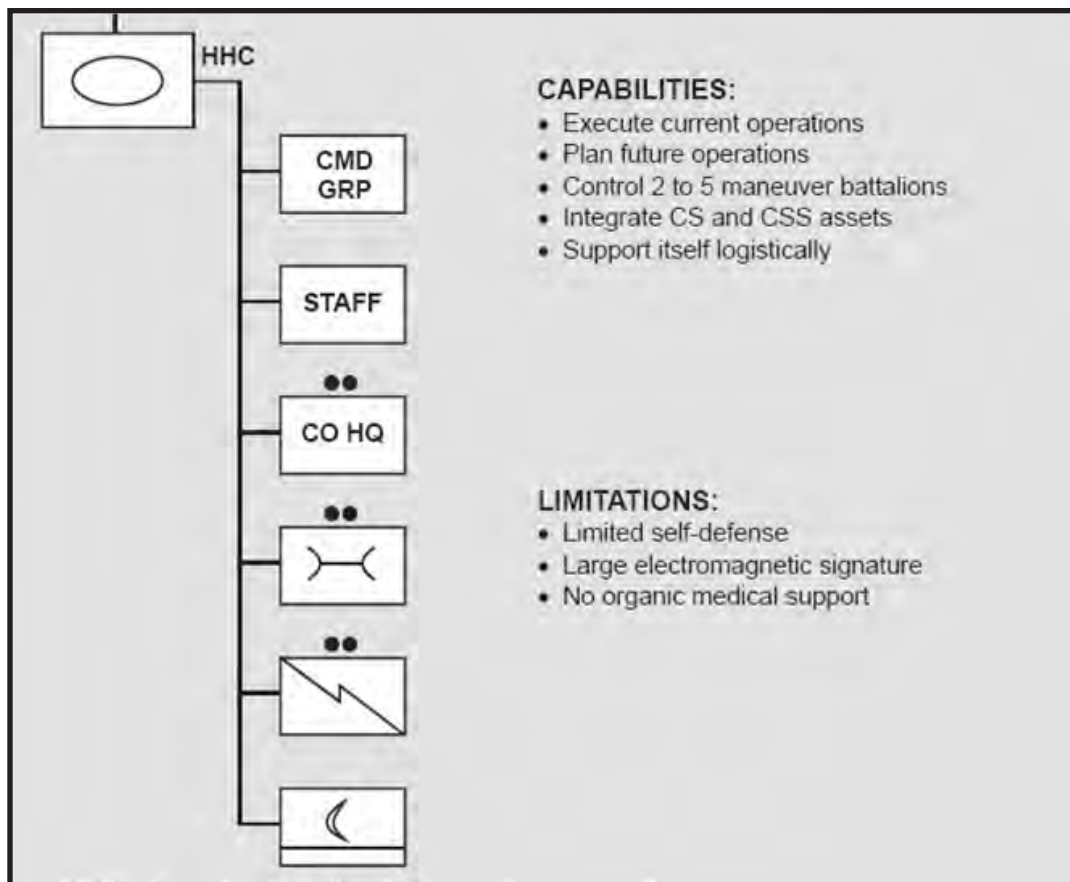 HHC
CMD
GRP
STAFF
CO HQ
CAPABILITIES:
• Execute current operations
• Plan future operations
• Control 2 to 5 maneuver battalions
• Integrate CS and CSS assets
• Support itself logistically
LIMITATIONS:
• Limited self-defense
• Large electromagnetic signature
• No organic medical support